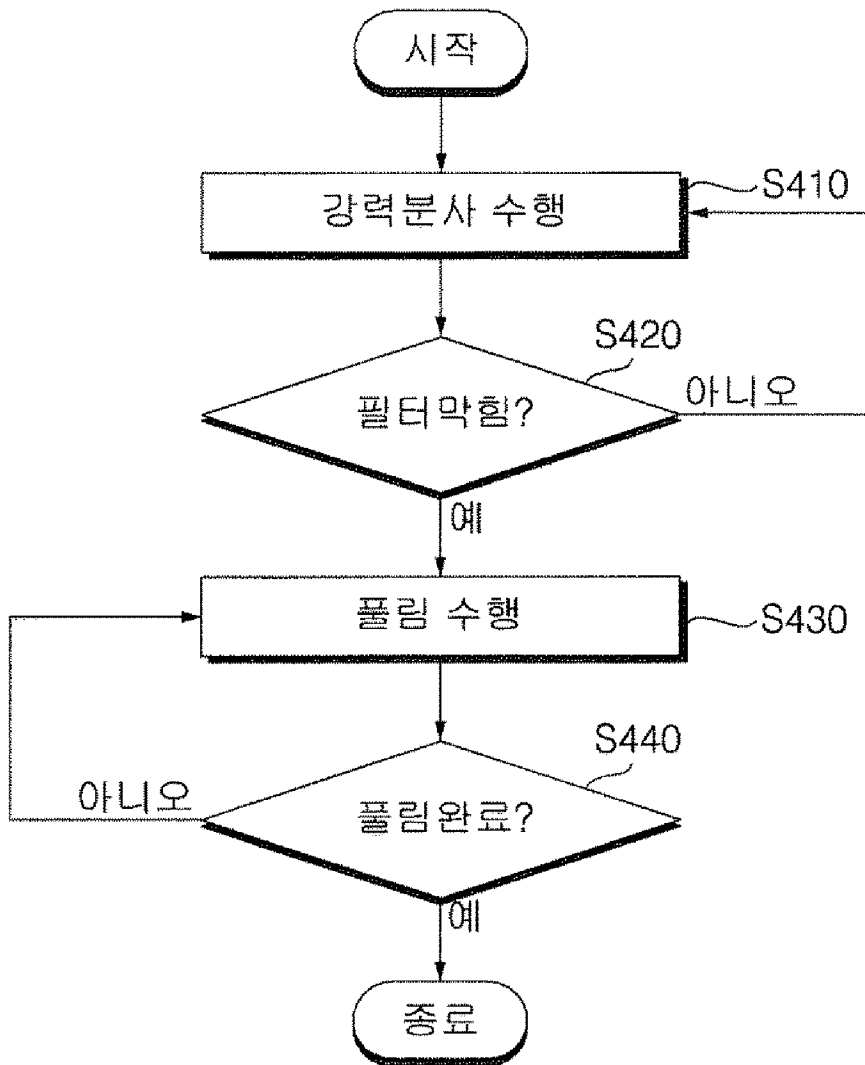 시작
강력분사 수행
S410
S420
필터막힘?
아니오
예
풀림 수행
S430
S440
아니오
풀림완료?
예
종료